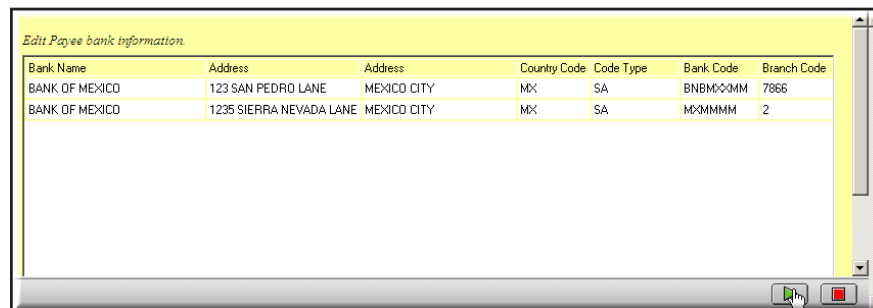 Edit Payee bank information.
Bank Name Address Address Country Code Code Type Bank Code Branch Code
BANK OF MEXICO 123 SAN PEDRO LANE MEXICO CITY MX SA BNBMXXMM 7866
BANK OF MEXICO 1235 SIERRA NEVADA LANE MEXICO CITY MX SA MXMMMM 2